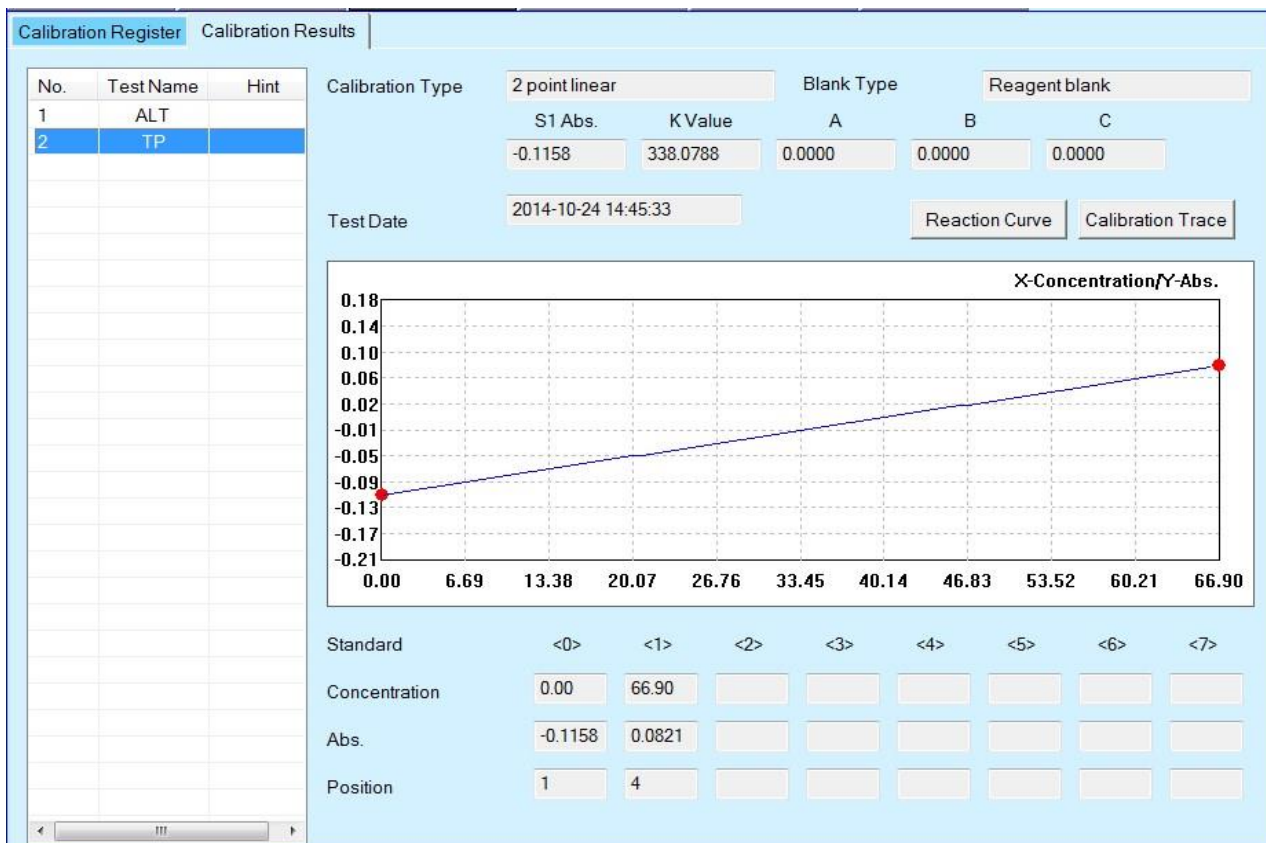 Calibration Register Calibration Results
No. Test Name Hint
1 ALT
2 TP
Calibration Type 2 point linear Blank Type Reagent blank
S1 Abs. K Value A B C
-0.1158 338.0788 0.0000 0.0000 0.0000
Test Date 2014-10-24 14:45:33 Reaction Curve Calibration Trace
X-Concentration/Y-Abs.
0.18
0.14
0.10
0.06
0.02
-0.01
-0.05
-0.09
-0.13
-0.17
-0.21
0.00 6.69 13.38 20.07 26.76 33.45 40.14 46.83 53.52 60.21 66.90
Standard <0> <1> <2> <3> <4> <5> <6> <7>
Concentration 0.00 66.90
Abs. -0.1158 0.0821
Position 1 4